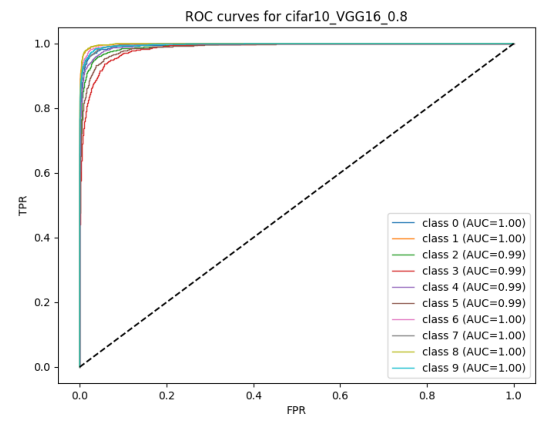 ROC curves for cifar10_VGG16_0.8
TPR
1.0
0.8
0.6
0.4
0.2
0.0
class 0 (AUC=1.00)
class 1 (AUC=1.00)
class 2 (AUC=0.99)
class 3 (AUC=0.99)
class 4 (AUC=0.99)
class 5 (AUC=0.99)
class 6 (AUC=1.00)
class 7 (AUC=1.00)
class 8 (AUC=1.00)
class 9 (AUC=1.00)
0.0 0.2 0.4 0.6 0.8 1.0
FPR